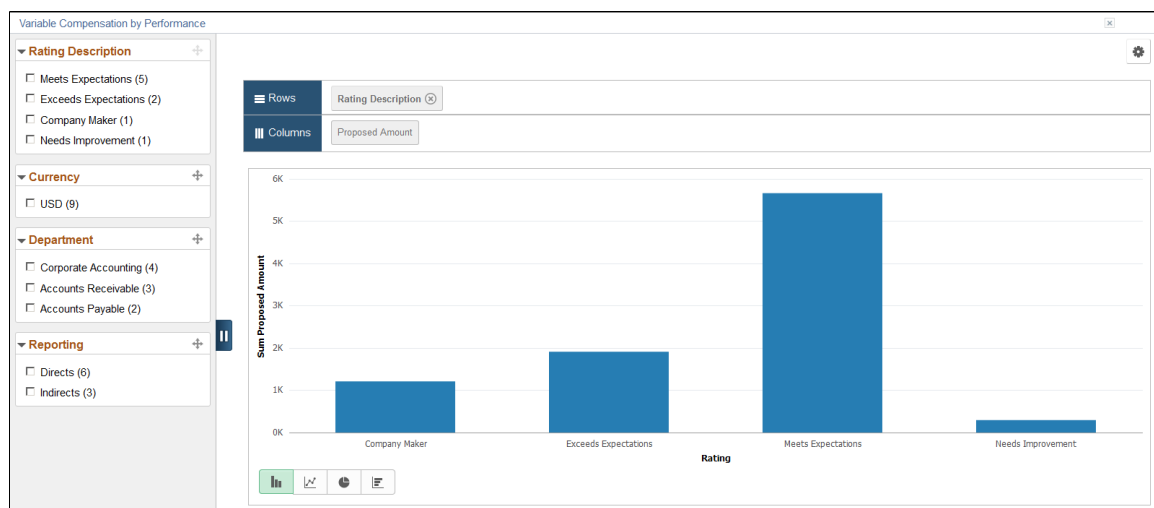 Variable Compensation by Performance
Rating Description
Meets Expectations (5)
Exceeds Expectations (2)
Company Maker (1)
Needs Improvement (1)
Currency
USD (9)
Department
Corporate Accounting (4)
Accounts Receivable (3)
Accounts Payable (2)
Reporting
Directs (6)
Indirects (3)
Rows
Rating Description
Columns
Proposed Amount
6K
5K
4K
3K
2K
1K
0K
Sum Proposed Amount
Company Maker
Exceeds Expectations
Meets Expectations
Needs Improvement
Rating